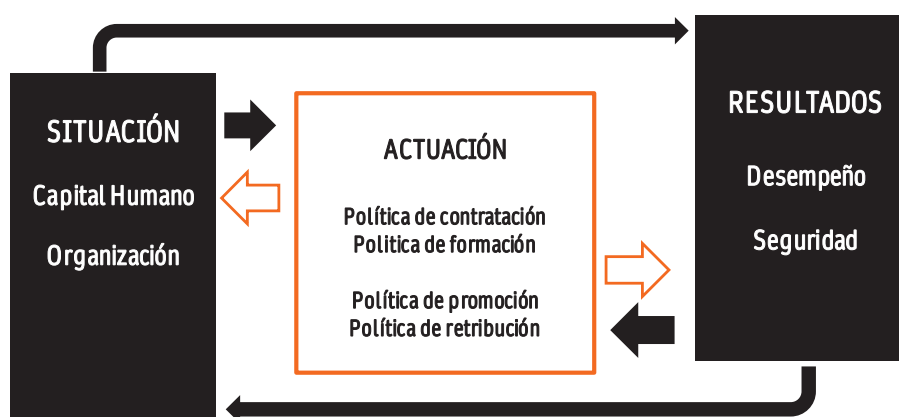 SITUACIÓN
Capital Humano
Organización
ACTUACIÓN
Política de contratación
Politica de formación
Política de promoción
Política de retribución
RESULTADOS
Desempeño
Seguridad